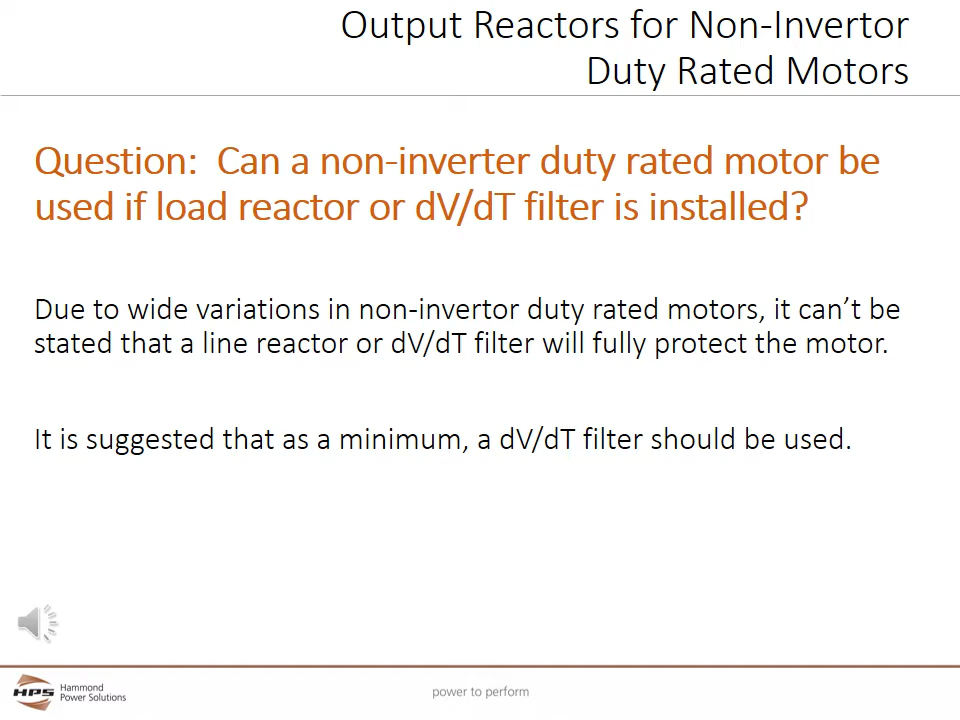 Output Reactors for Non-Invertor
Duty Rated Motors
Question:  Can a non-inverter duty rated motor be
used if load reactor or dV/dT filter is installed?
Due to wide variations in non-invertor duty rated motors, it can’t be
stated that a line reactor or dV/dT filter will fully protect the motor.
It is suggested that as a minimum, a dV/dT filter should be used.
HPS
Hammond
Power Solutions
power to perform